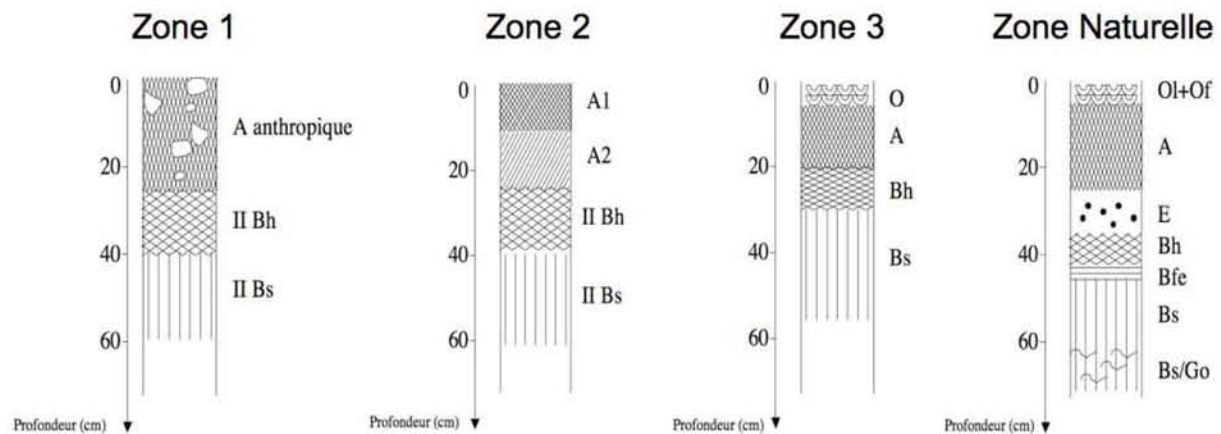 Zone 1
Zone 2
Zone 3
Zone Naturelle
0
20
40
60
A anthropique
II Bh
II Bs
Profondeur (cm)
0
20
40
60
A1
A2
II Bh
II Bs
Profondeur (cm)
0
20
40
60
O
A
Bh
Bs
Profondeur (cm)
0
20
40
60
Ol+Of
A
E
Bh
Bfe
Bs
Bs/Go
Profondeur (cm)